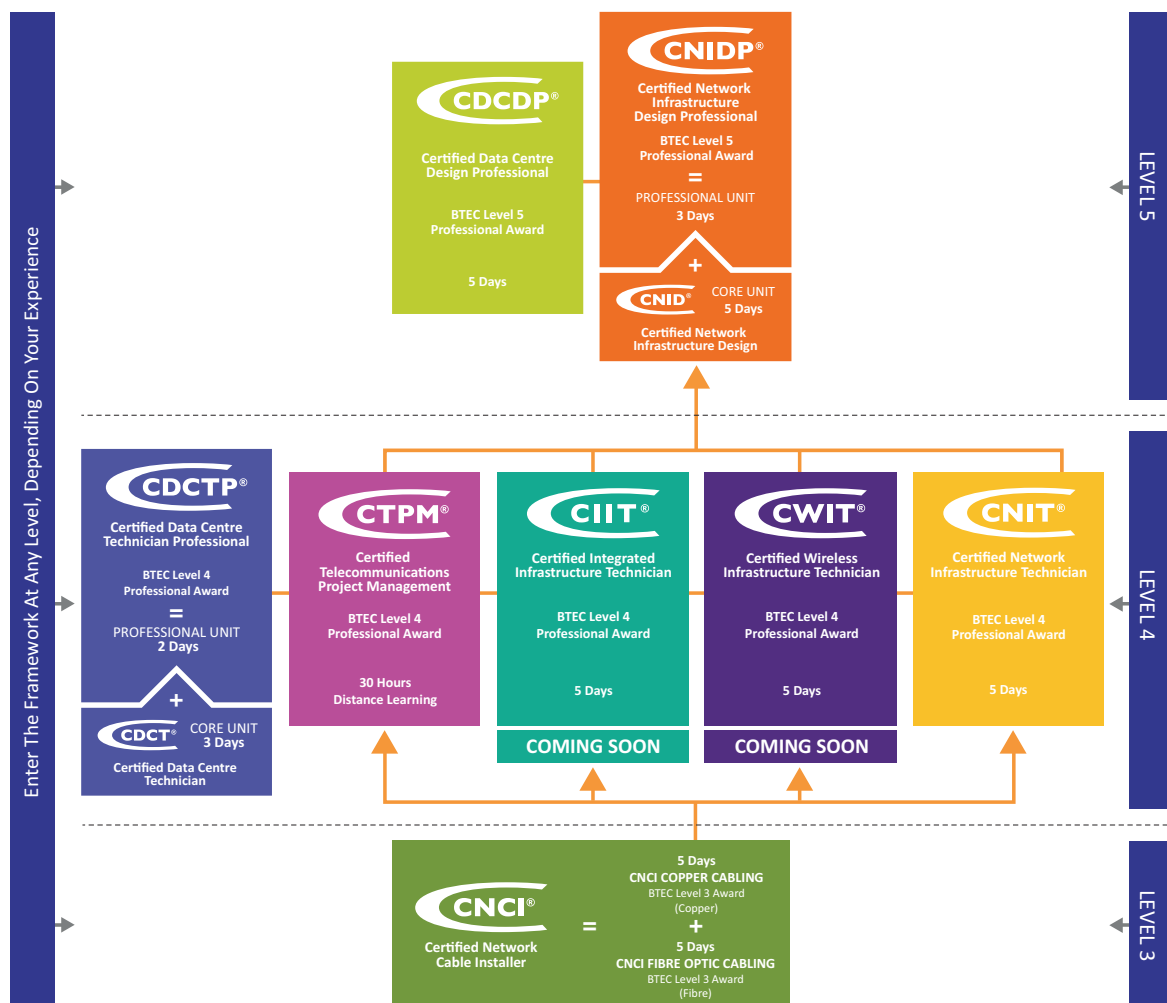 Enter The Framework At Any Level, Depending On Your Experience
CDCDP®
Certified Data Centre
Design Professional
BTEC Level 5
Professional Award
5 Days
CNIDP®
Certified Network
Infrastructure
Design Professional
BTEC Level 5
Professional Award
=
PROFESSIONAL UNIT
3 Days
+
CNID®
CORE UNIT
5 Days
Certified Network
Infrastructure Design
LEVEL 5
CDCTP®
Certified Data Centre
Technician Professional
BTEC Level 4
Professional Award
=
PROFESSIONAL UNIT
2 Days
+
CDCT®
CORE UNIT
3 Days
Certified Data Centre
Technician
CTPM®
Certified
Telecommunications
Project Management
BTEC Level 4
Professional Award
30 Hours
Distance Learning
CIIT®
Certified Integrated
Infrastructure Technician
BTEC Level 4
Professional Award
5 Days
COMING SOON
CWIT®
Certified Wireless
Infrastructure Technician
BTEC Level 4
Professional Award
5 Days
COMING SOON
CNIT®
Certified Network
Infrastructure Technician
BTEC Level 4
Professional Award
5 Days
LEVEL 4
CNCI®
Certified Network
Cable Installer
=
5 Days
CNCI COPPER CABLING
BTEC Level 3 Award
(Copper)
+
5 Days
CNCI FIBRE OPTIC CABLING
BTEC Level 3 Award
(Fibre)
LEVEL 3